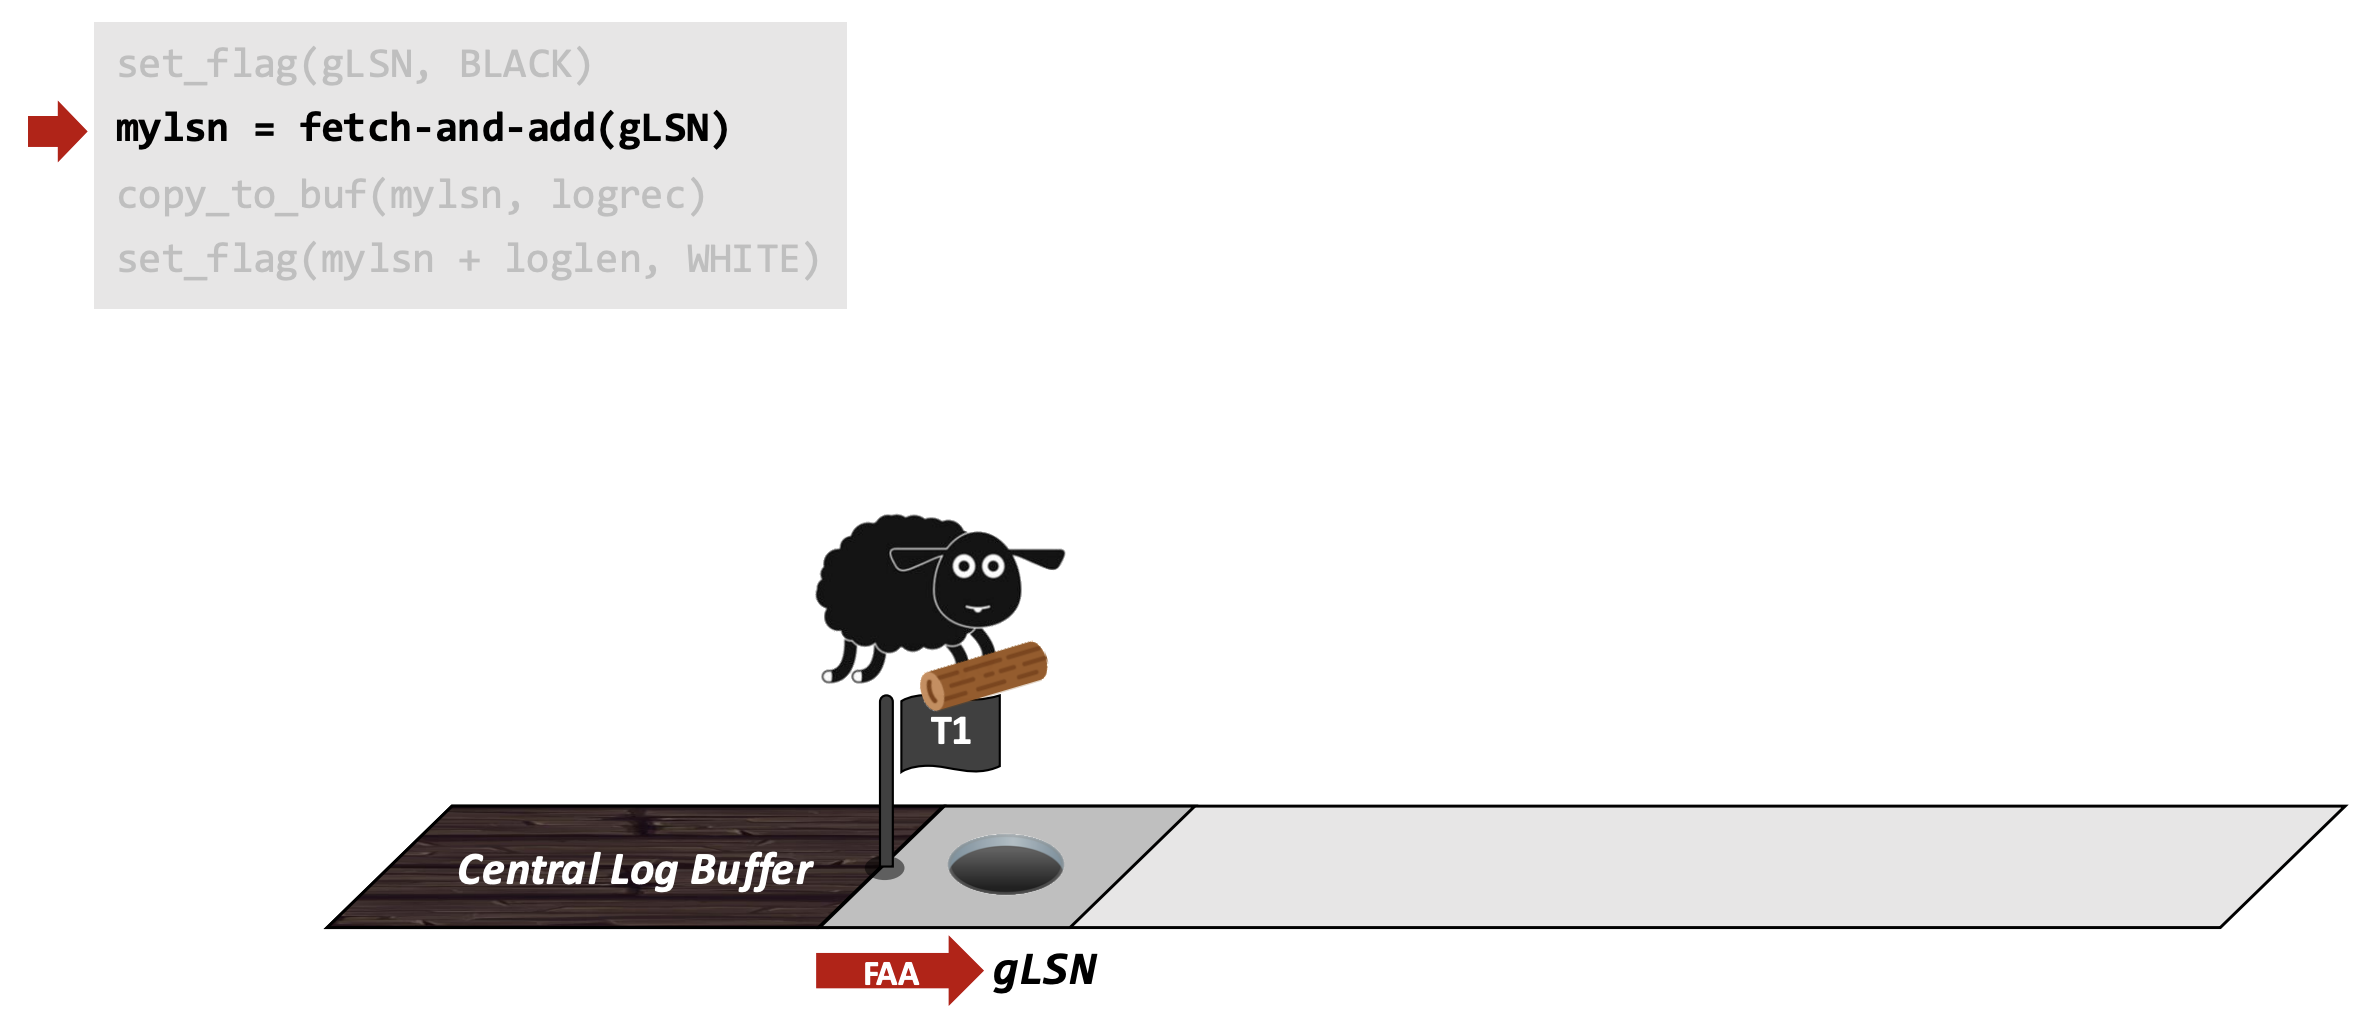 set_flag(gLSN, BLACK)
mylsn = fetch-and-add(gLSN)
copy_to_buf(mylsn, logrec)
set_flag(mylsn + loglen, WHITE)
T1
Central Log Buffer
FAA
gLSN